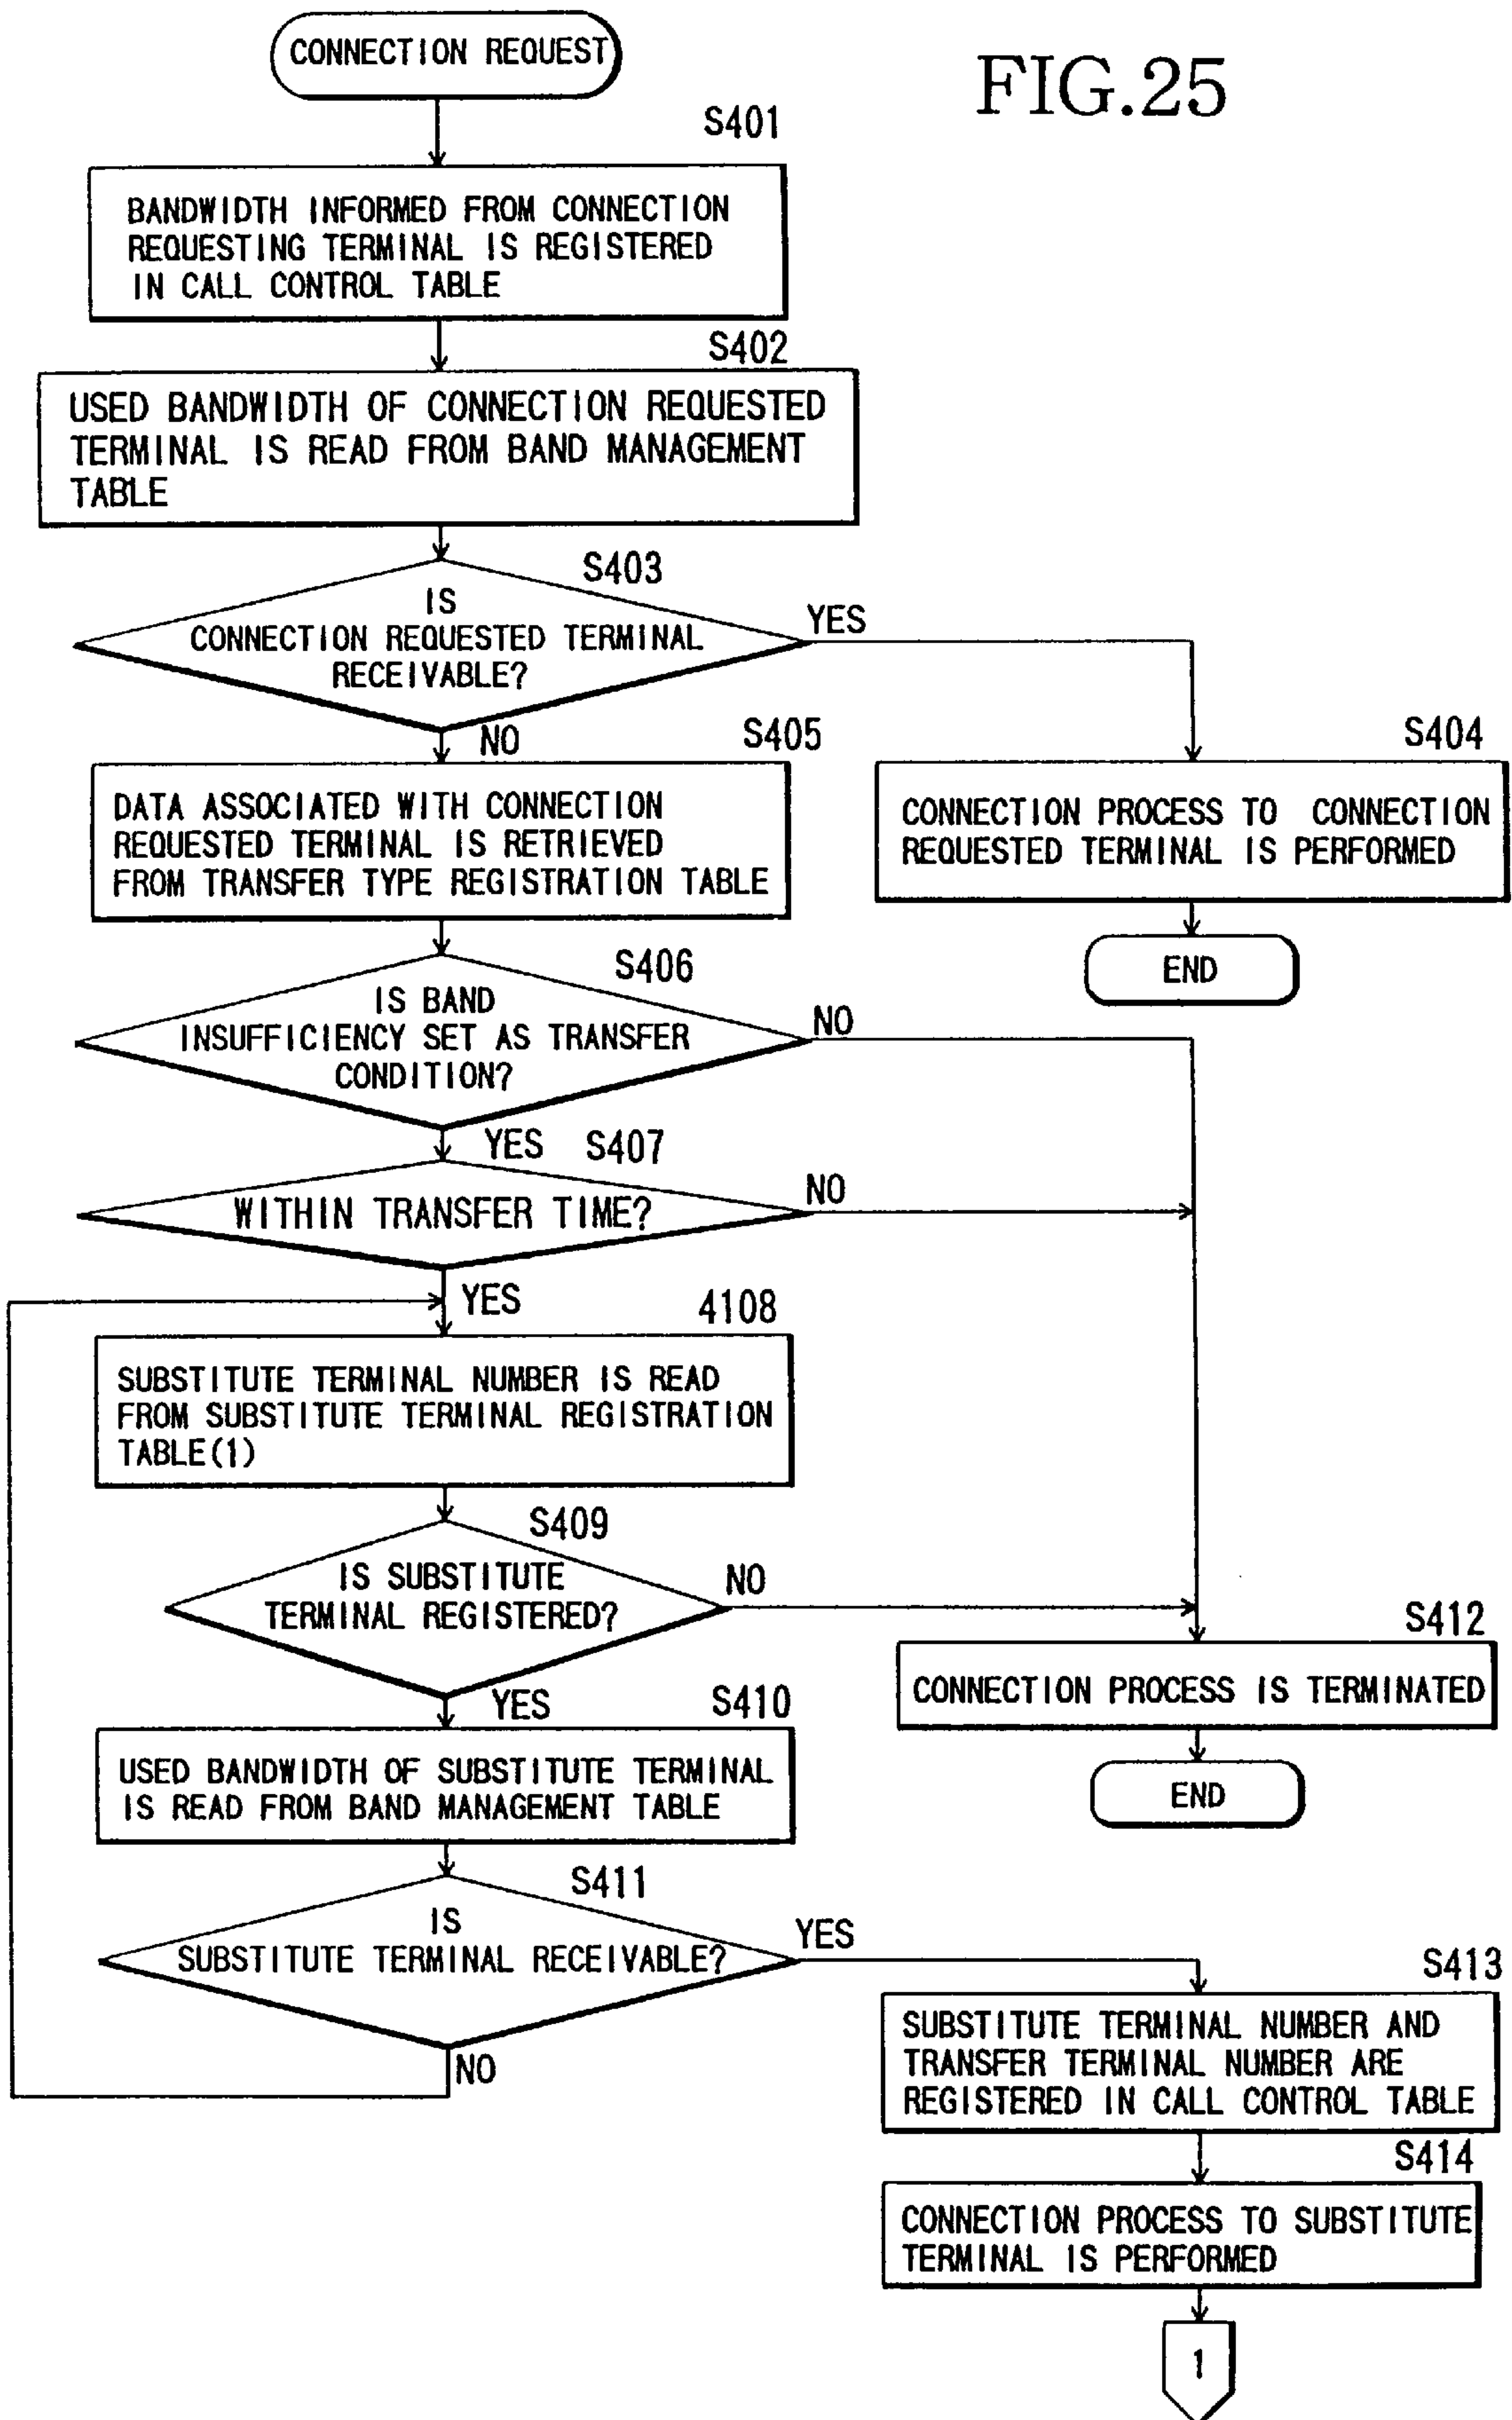 CONNECTION REQUEST
FIG.25
S401
BANDWIDTH INFORMED FROM CONNECTION
REQUESTING TERMINAL IS REGISTERED
IN CALL CONTROL TABLE
S402
USED BANDWIDTH OF CONNECTION REQUESTED
TERMINAL IS READ FROM BAND MANAGEMENT
TABLE
S403
IS
CONNECTION REQUESTED TERMINAL
RECEIVABLE?
YES
NO
S404
CONNECTION PROCESS TO CONNECTION
REQUESTED TERMINAL IS PERFORMED
END
S405
DATA ASSOCIATED WITH CONNECTION
REQUESTED TERMINAL IS RETRIEVED
FROM TRANSFER TYPE REGISTRATION TABLE
S406
IS BAND
INSUFFICIENCY SET AS TRANSFER
CONDITION?
NO
YES
S407
WITHIN TRANSFER TIME?
NO
YES
4108
SUBSTITUTE TERMINAL NUMBER IS READ
FROM SUBSTITUTE TERMINAL REGISTRATION
TABLE(1)
S409
IS SUBSTITUTE
TERMINAL REGISTERED?
NO
YES
S412
CONNECTION PROCESS IS TERMINATED
END
S410
USED BANDWIDTH OF SUBSTITUTE TERMINAL
IS READ FROM BAND MANAGEMENT TABLE
S411
IS
SUBSTITUTE TERMINAL RECEIVABLE?
YES
NO
S413
SUBSTITUTE TERMINAL NUMBER AND
TRANSFER TERMINAL NUMBER ARE
REGISTERED IN CALL CONTROL TABLE
S414
CONNECTION PROCESS TO SUBSTITUTE
TERMINAL IS PERFORMED
1